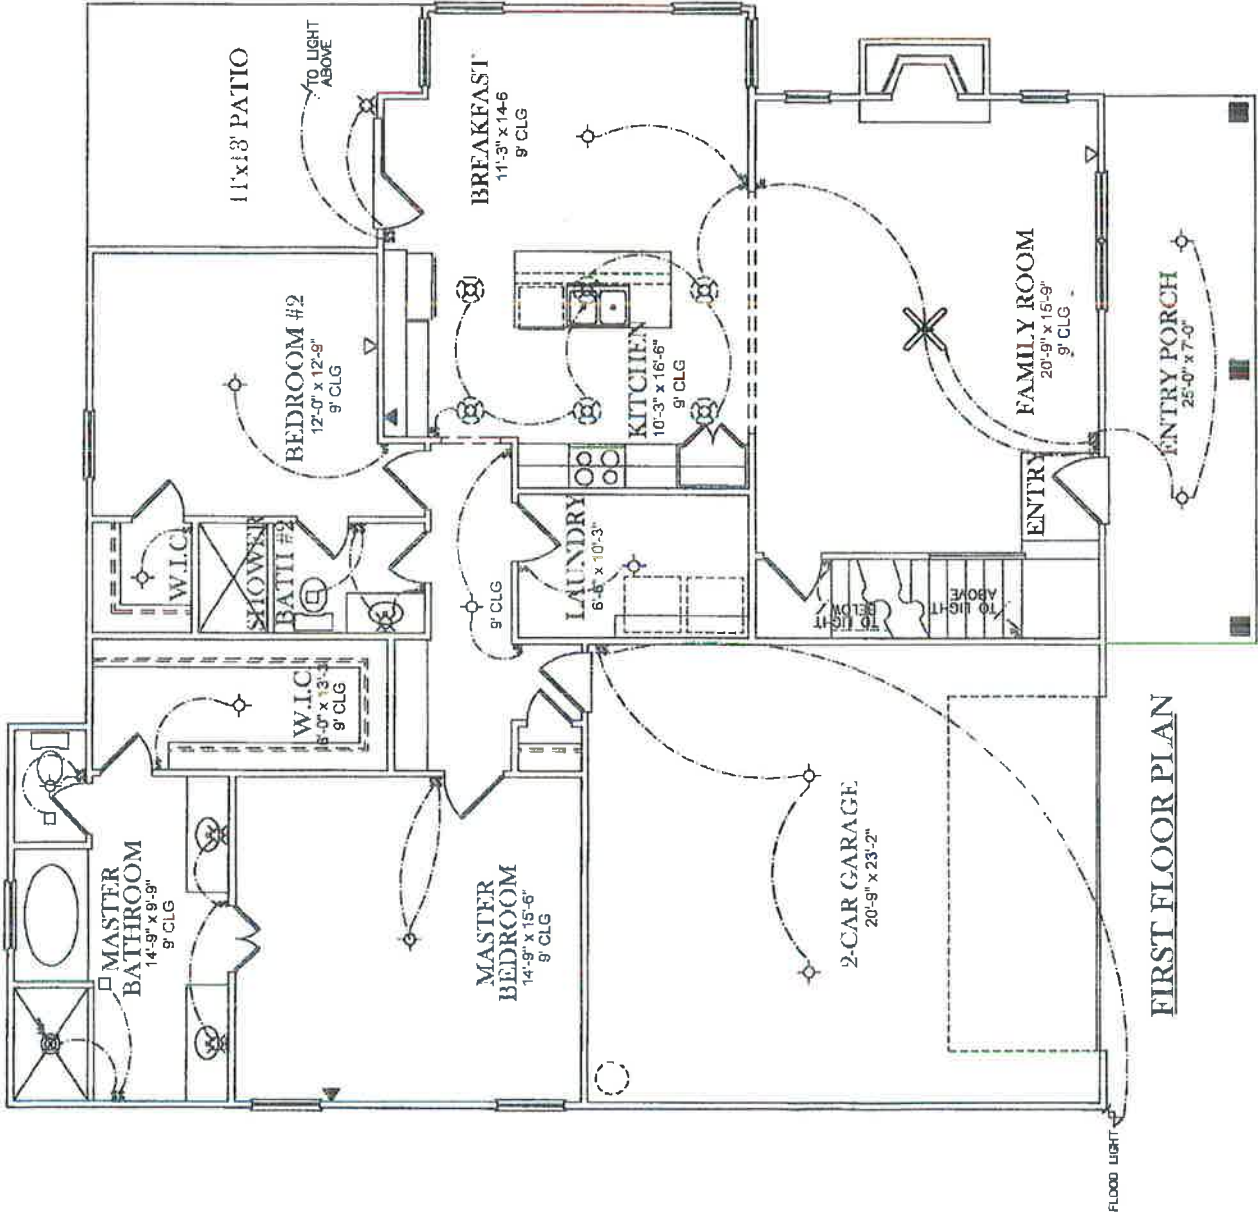 11'x13' PATIO
TO LIGHT
ABOVE
BREAKFAST
11'-3" x 14-6
9' CLG
BEDROOM #2
12'-0" x 12'-9"
9' CLG
KITCHEN
10'-3" x 16'-6"
9' CLG
FAMILY ROOM
20'-9" x 15'-9"
9' CLG
ENTRY PORCH
25'-0" x 7'-0"
ENTRY
W.I.C.
SHOWER
BATH #2
9' CLG
LAUNDRY
6'-6" x 10'-3"
TO LIGHT
BELOW
TO LIGHT
ABOVE
W.I.C.
6'-0" x 13'-3"
9' CLG
MASTER
BATHROOM
14'-9" x 9'-9"
9' CLG
MASTER
BEDROOM
14'-9" x 15'-6"
9' CLG
2-CAR GARAGE
20'-9" x 23'-2"
FLOOD LIGHT
FIRST FLOOR PLAN